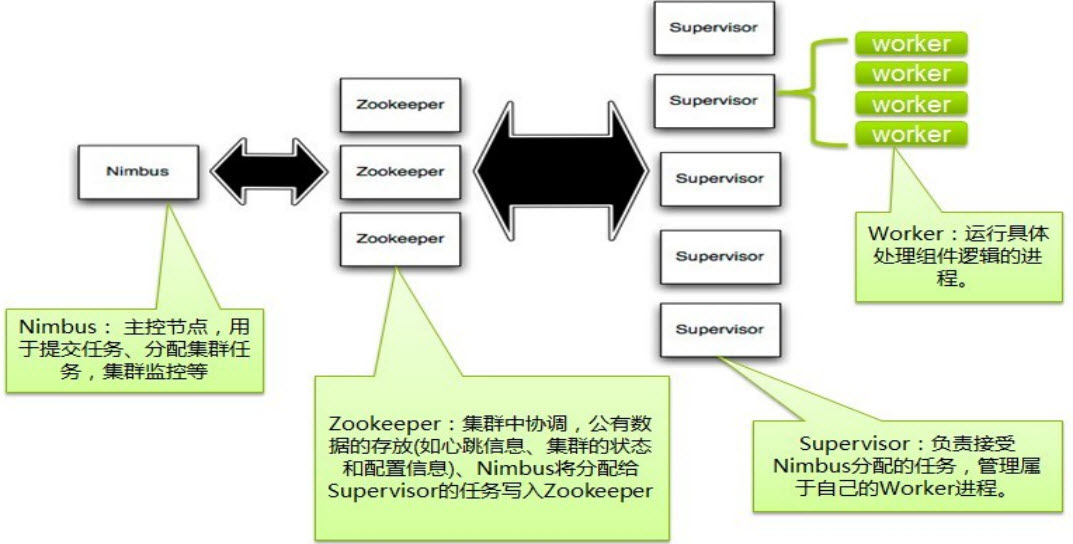 Supervisor
worker
worker
worker
worker
Zookeeper
Supervisor
Nimbus
Zookeeper
Supervisor
Zookeeper
Supervisor
Supervisor
Worker：运行具体
处理组件逻辑的进
程。
Nimbus： 主控节点，用
于提交任务、分配集群任
务，集群监控等
Zookeeper：集群中协调，公有数
据的存放(如心跳信息、集群的状态
和配置信息)、Nimbus将分配给
Supervisor的任务写入Zookeeper
Supervisor：负责接受
Nimbus分配的任务，管理属
于自己的Worker进程。